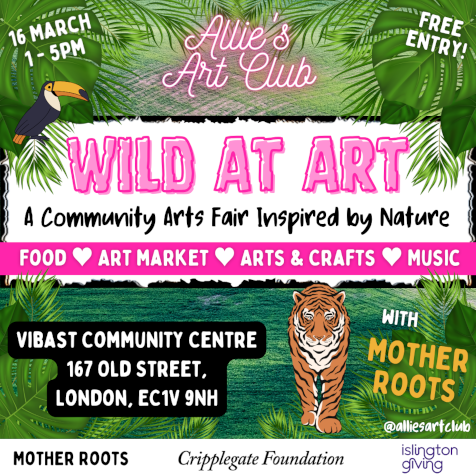 16 MARCH
1 - 5PM
Allie's
Art Club
FREE
ENTRY!
WILD AT ART
A Community Arts Fair Inspired by Nature
FOOD ♥ ART MARKET ♥ ARTS & CRAFTS ♥ MUSIC
VIBAST COMMUNITY CENTRE
167 OLD STREET,
LONDON, EC1V 9NH
WITH
MOTHER
ROOTS
@alliesartclub
MOTHER ROOTS
Cripplegate Foundation
islington
giving